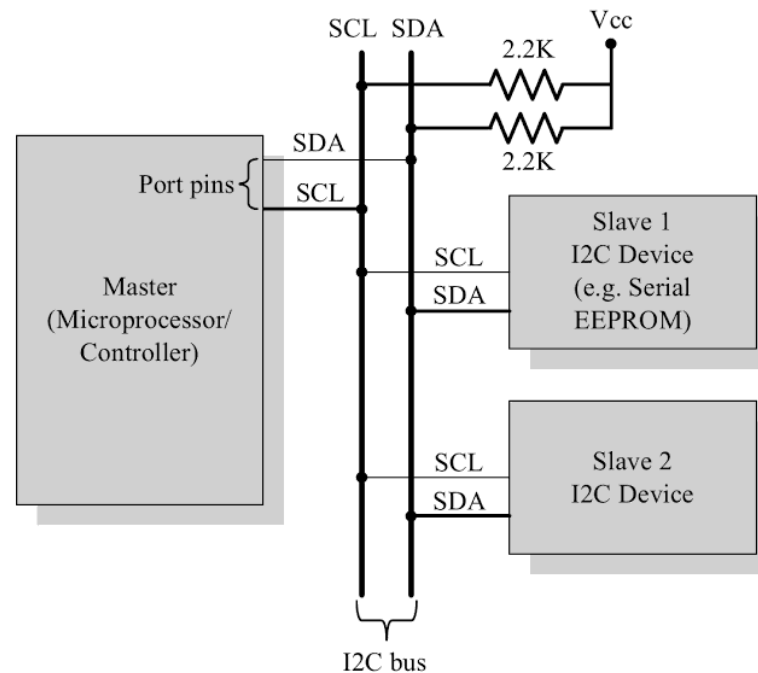 Vcc
SCL SDA
2.2K
2.2K
SDA
Port pins
SCL
Master
(Microprocessor/
Controller)
SCL
SDA
Slave 1
I2C Device
(e.g. Serial
EEPROM)
SCL
SDA
Slave 2
I2C Device
I2C bus